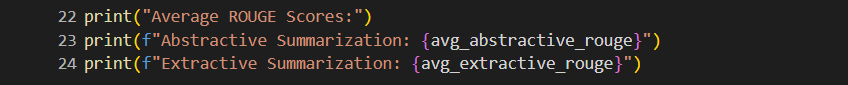 22 print("Average ROUGE Scores:")
23 print(f"Abstractive Summarization: {avg_abstractive_rouge}")
24 print(f"Extractive Summarization: {avg_extractive_rouge}")